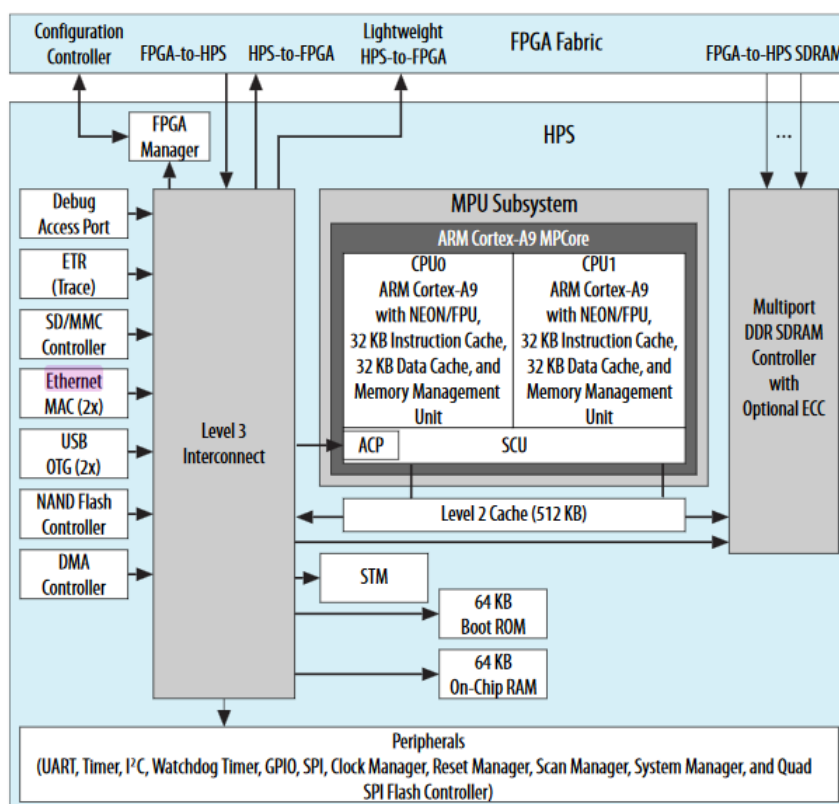 Configuration
Controller
FPGA-to-HPS
HPS-to-FPGA
Lightweight
HPS-to-FPGA
FPGA Fabric
FPGA-to-HPS SDRAM
FPGA
Manager
HPS
...
Debug
Access Port
ETR
(Trace)
SD/MMC
Controller
Ethernet
MAC (2x)
USB
OTG (2x)
NAND Flash
Controller
DMA
Controller
Level 3
Interconnect
MPU Subsystem
ARM Cortex-A9 MPCore
CPU0
ARM Cortex-A9
with NEON/FPU,
32 KB Instruction Cache,
32 KB Data Cache, and
Memory Management
Unit
CPU1
ARM Cortex-A9
with NEON/FPU,
32 KB Instruction Cache,
32 KB Data Cache, and
Memory Management
Unit
ACP
SCU
Level 2 Cache (512 KB)
Multiport
DDR SDRAM
Controller
with
Optional ECC
STM
64 KB
Boot ROM
64 KB
On-Chip RAM
Peripherals
(UART, Timer, I²C, Watchdog Timer, GPIO, SPI, Clock Manager, Reset Manager, Scan Manager, System Manager, and Quad
SPI Flash Controller)